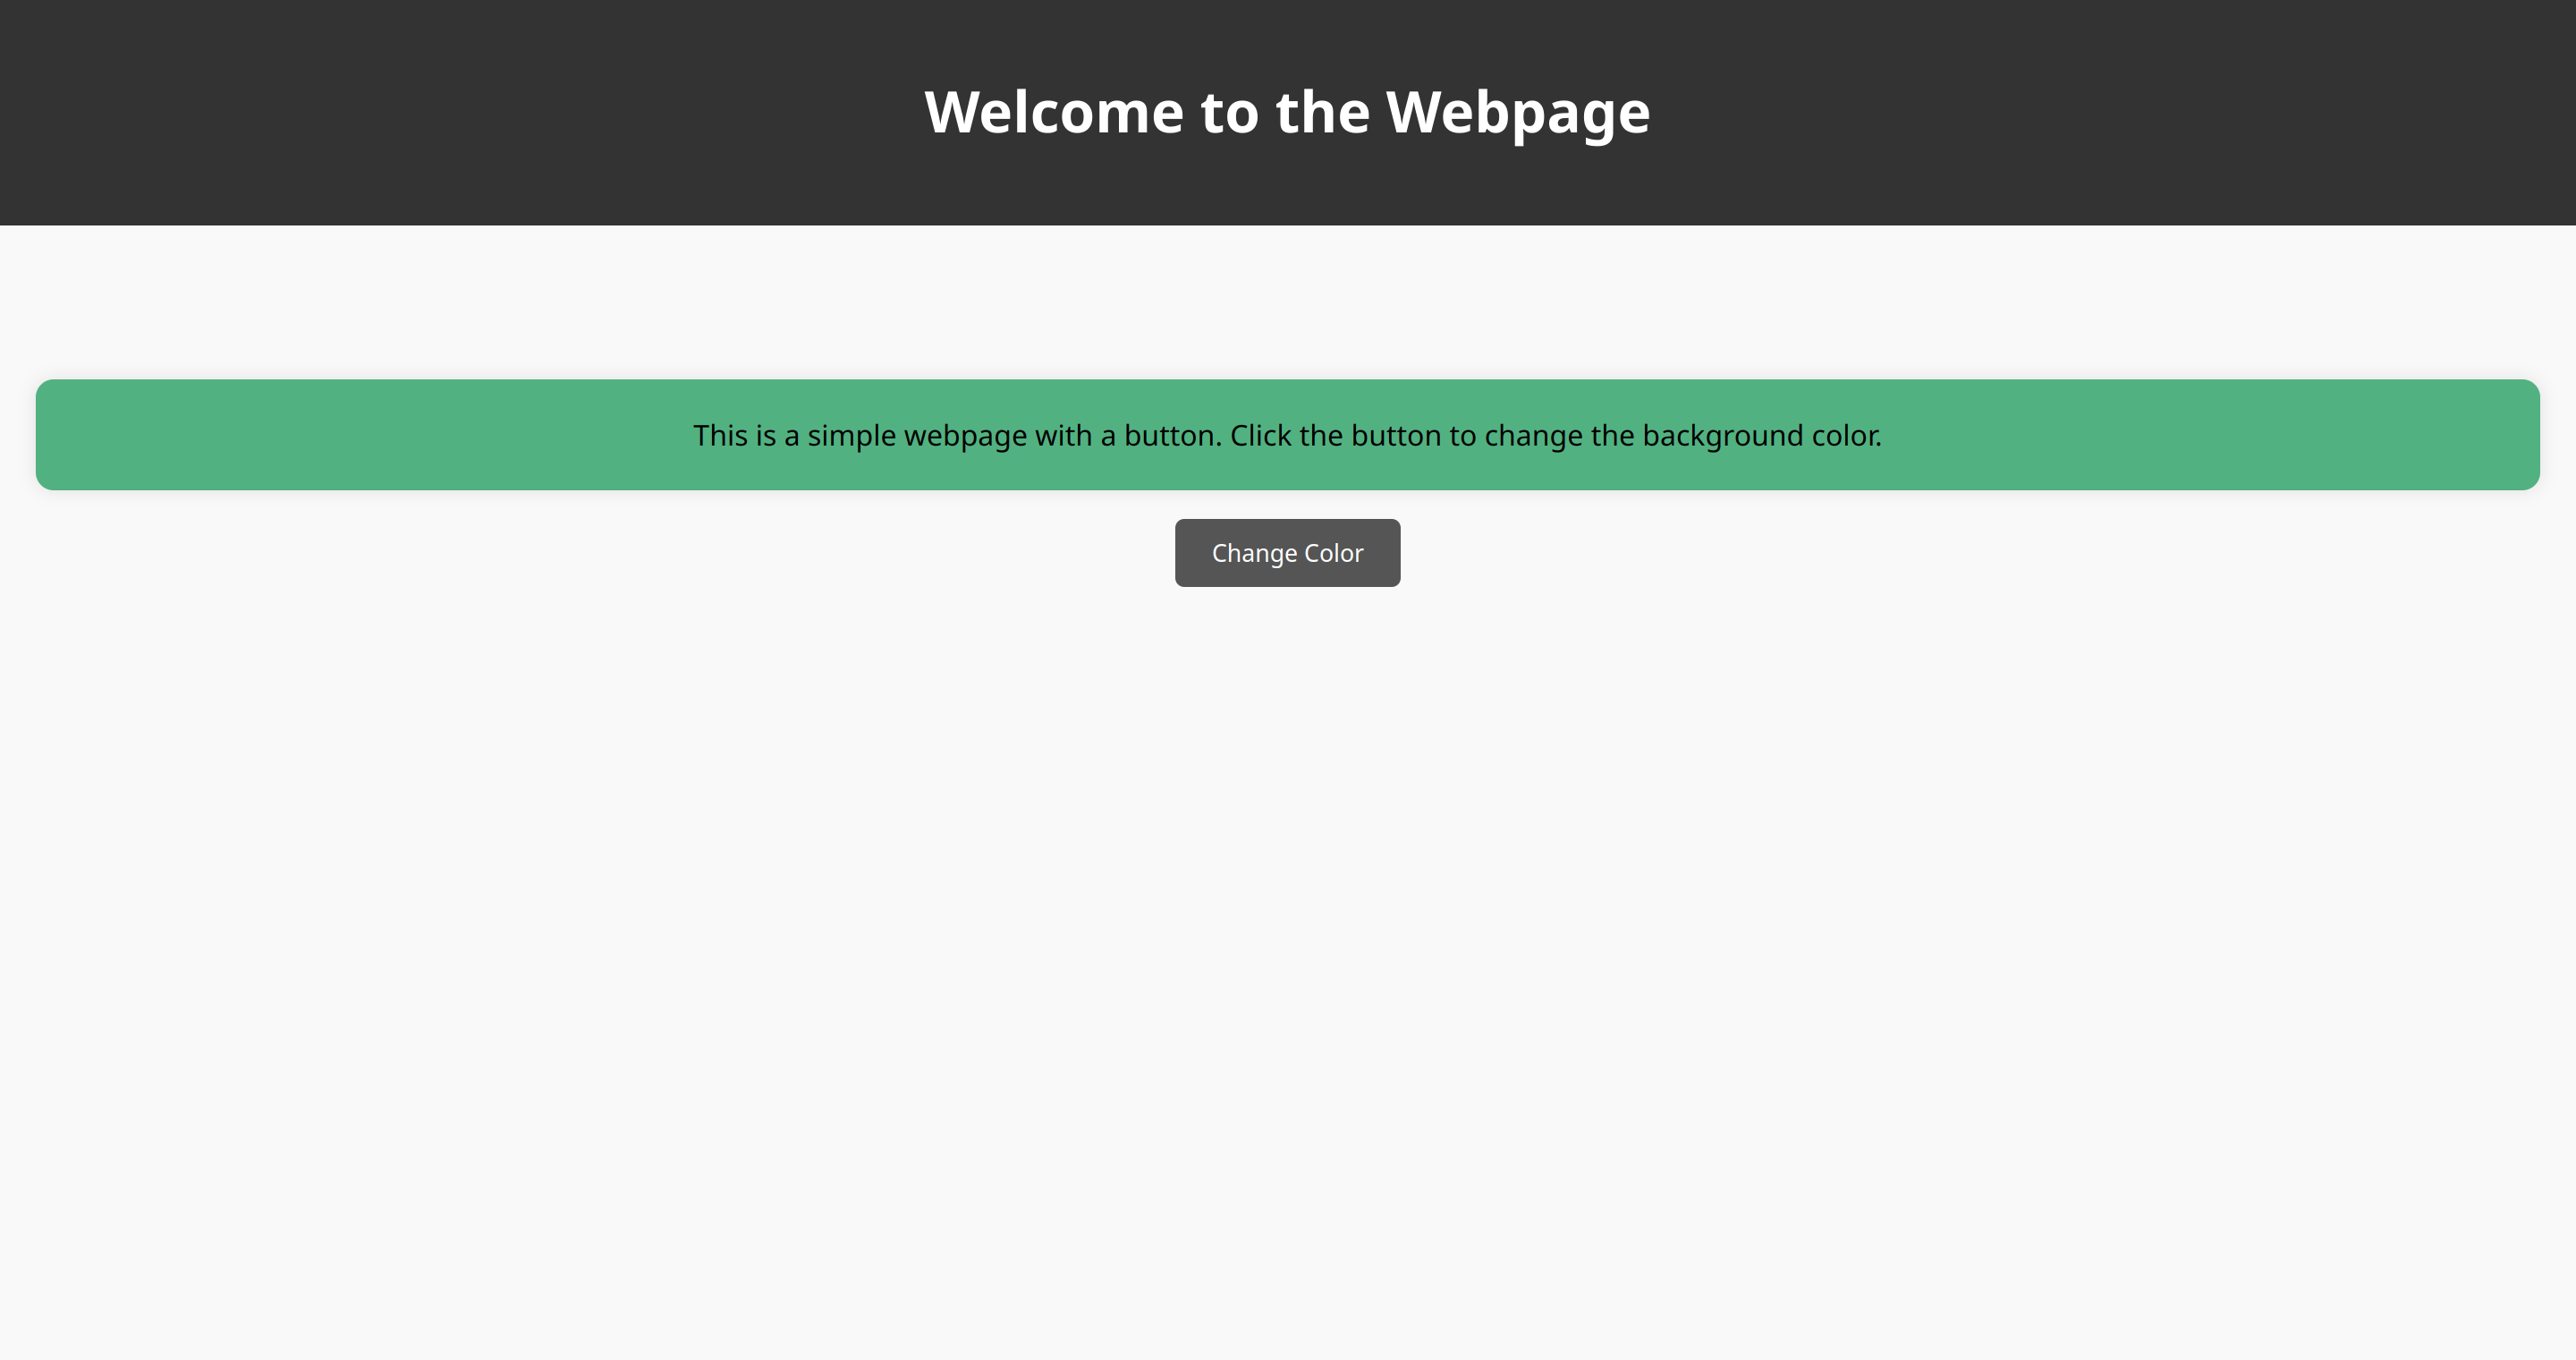 Welcome to the Webpage
This is a simple webpage with a button. Click the button to change the background color.
Change Color